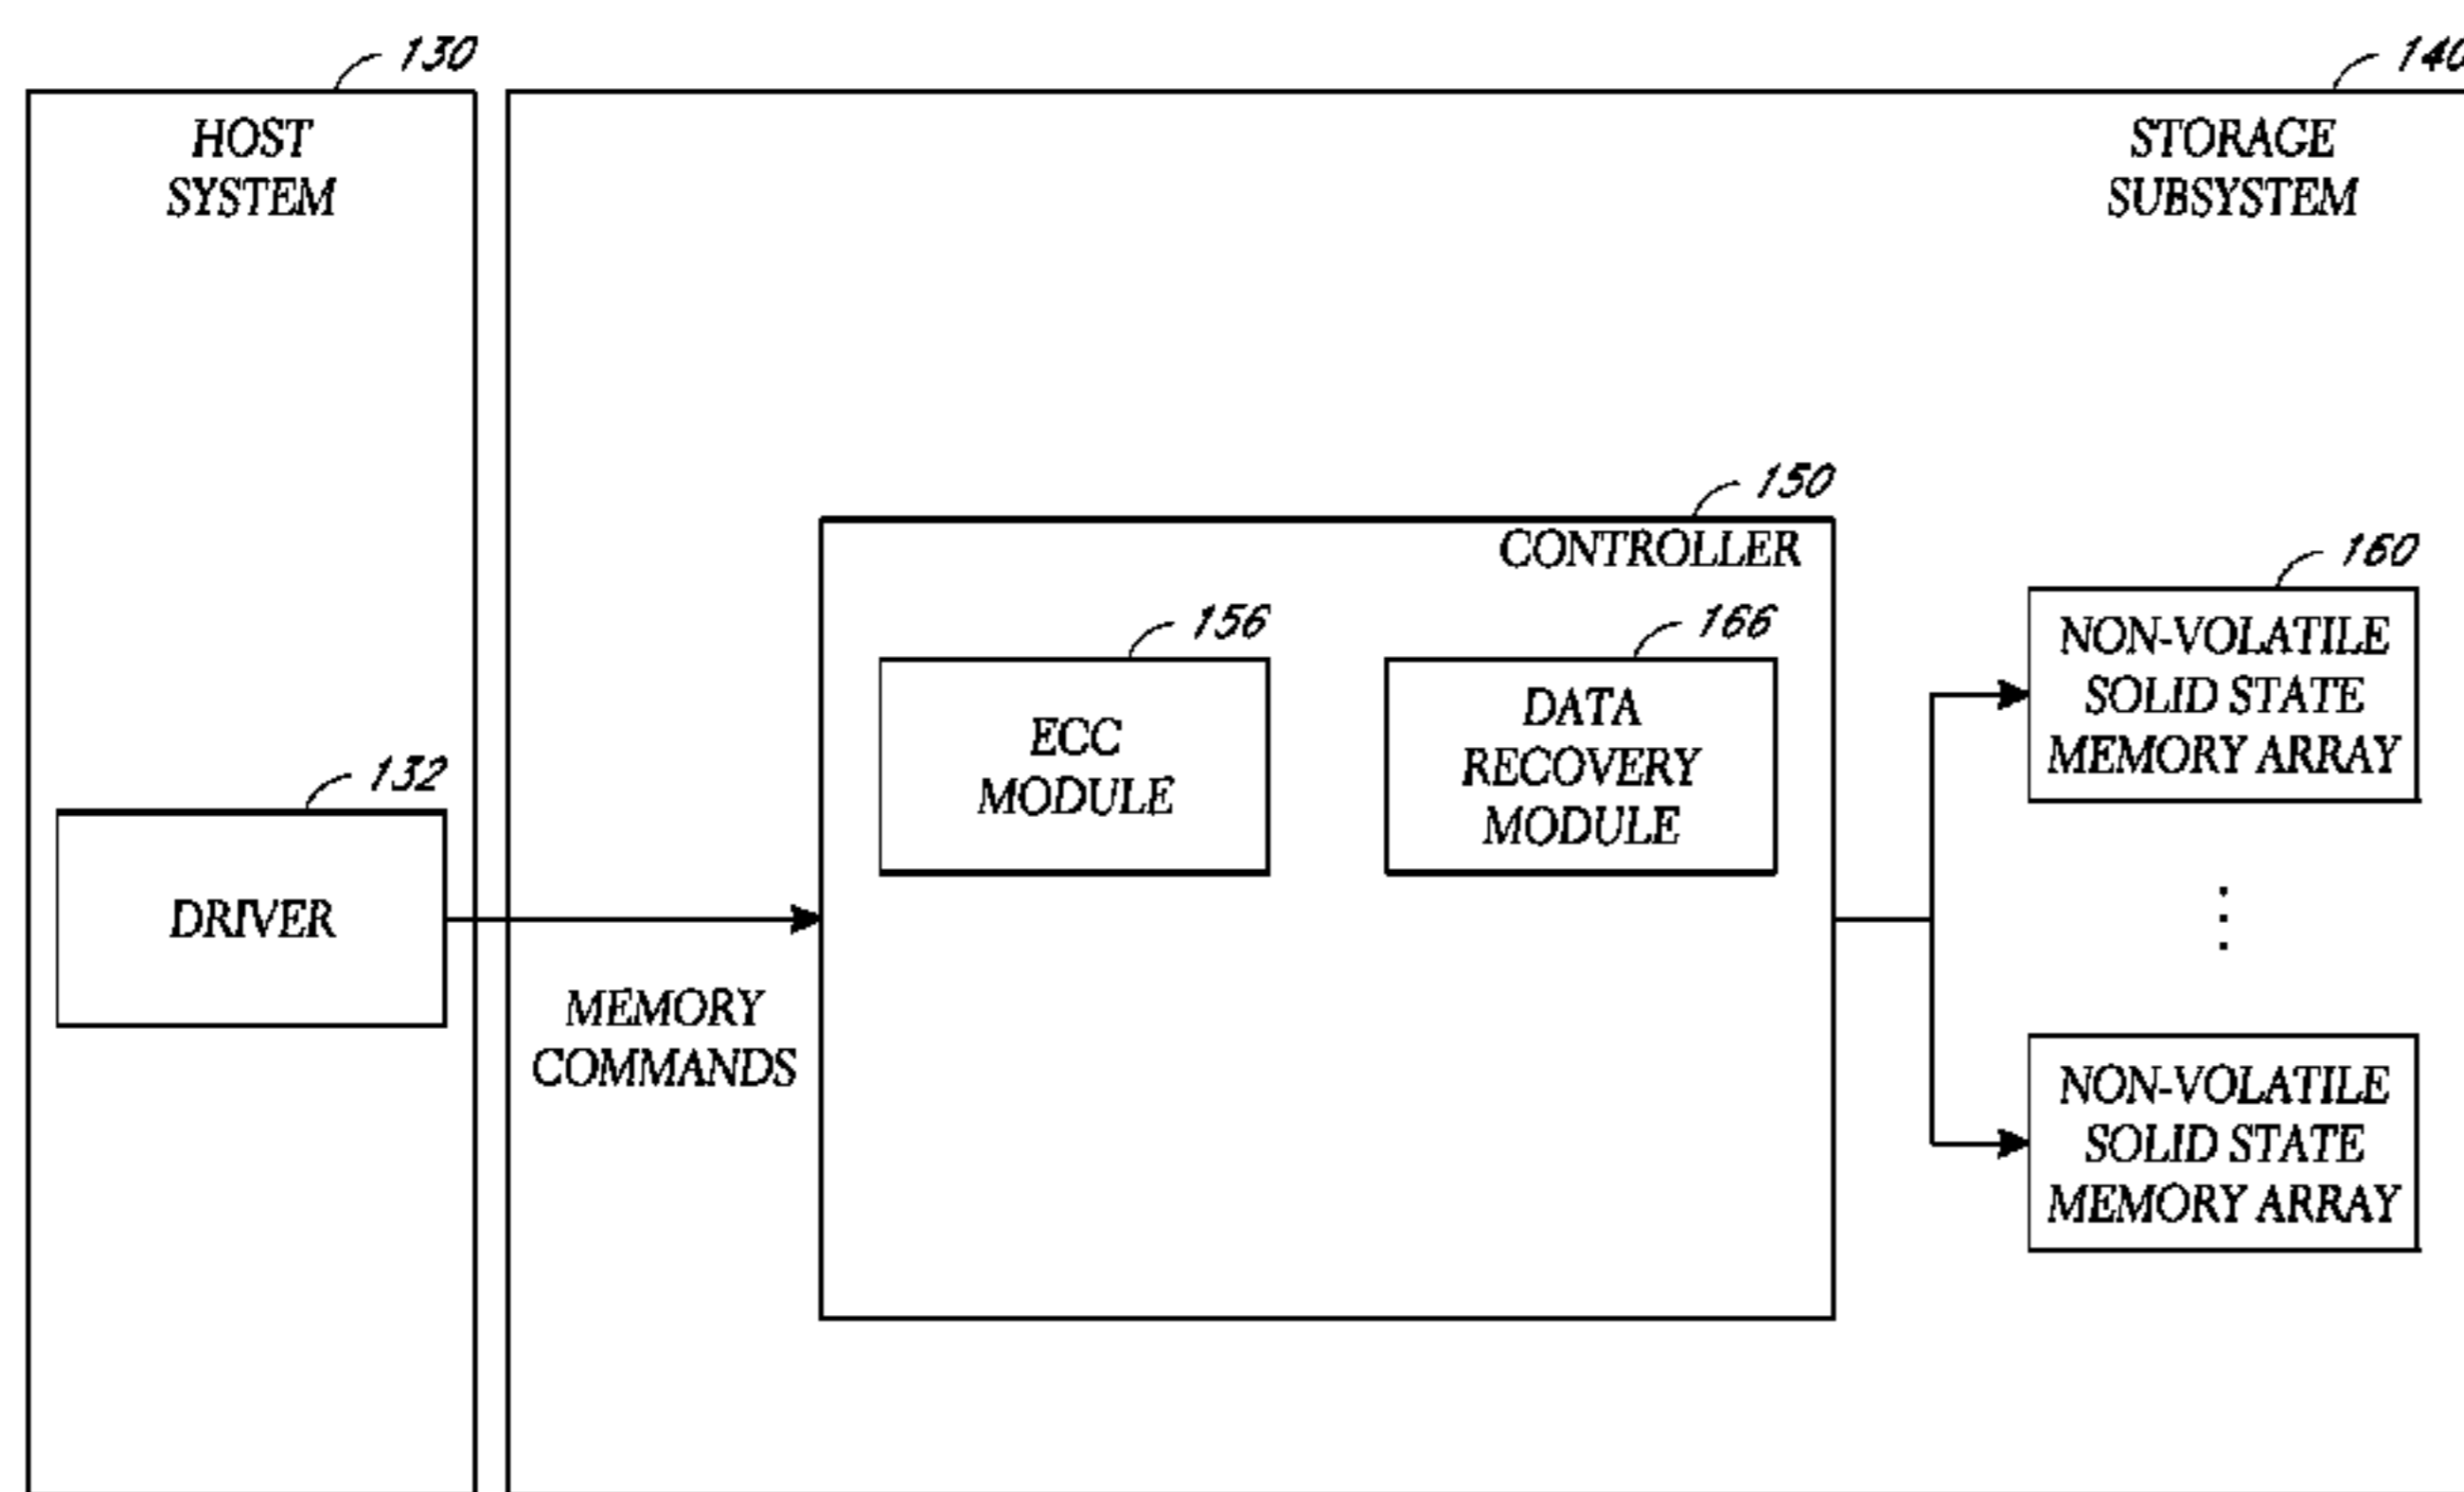 130
HOST
SYSTEM
132
DRIVER
MEMORY
COMMANDS
140
STORAGE
SUBSYSTEM
150
CONTROLLER
156
ECC
MODULE
166
DATA
RECOVERY
MODULE
160
NON-VOLATILE
SOLID STATE
MEMORY ARRAY
NON-VOLATILE
SOLID STATE
MEMORY ARRAY